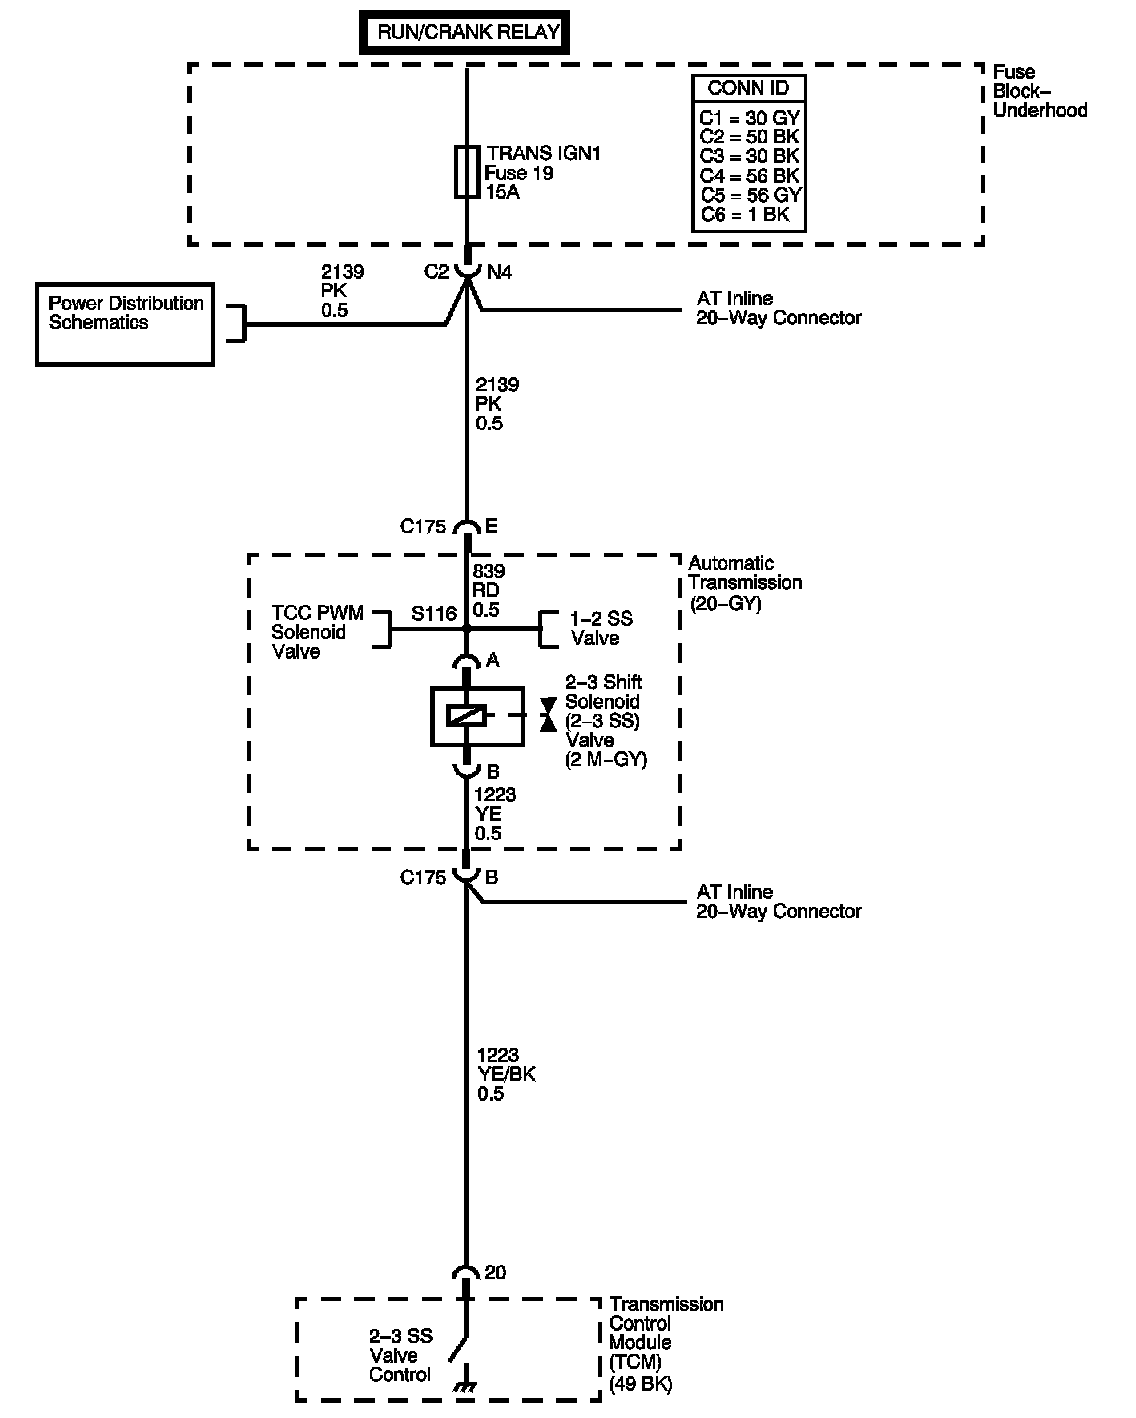 RUN/CRANK RELAY
Fuse
Block–
Underhood
CONN ID
C1 = 30 GY
C2 = 50 BK
C3 = 30 BK
C4 = 56 BK
C5 = 56 GY
C6 = 1 BK
TRANS IGN1
Fuse 19
15A
2139
PK
0.5
C2
N4
Power Distribution
Schematics
AT Inline
20–Way Connector
2139
PK
0.5
C175
E
Automatic
Transmission
(20–GY)
839
RD
0.5
TCC PWM
Solenoid
Valve
S116
1–2 SS
Valve
A
2–3 Shift
Solenoid
(2–3 SS)
Valve
(2 M–GY)
B
1223
YE
0.5
C175
B
AT Inline
20–Way Connector
1223
YE/BK
0.5
20
2–3 SS
Valve
Control
Transmission
Control
Module
(TCM)
(49 BK)